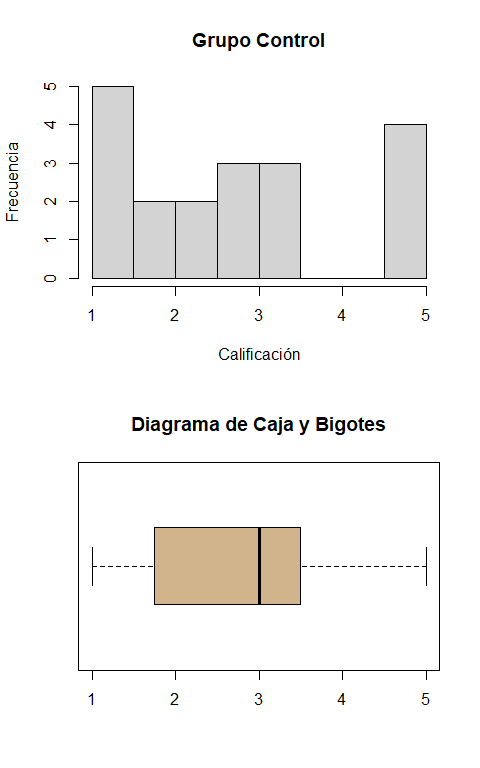 Grupo Control
5
4
3
2
1
0
Frecuencia
1 2 3 4 5
Calificación
Diagrama de Caja y Bigotes
1 2 3 4 5